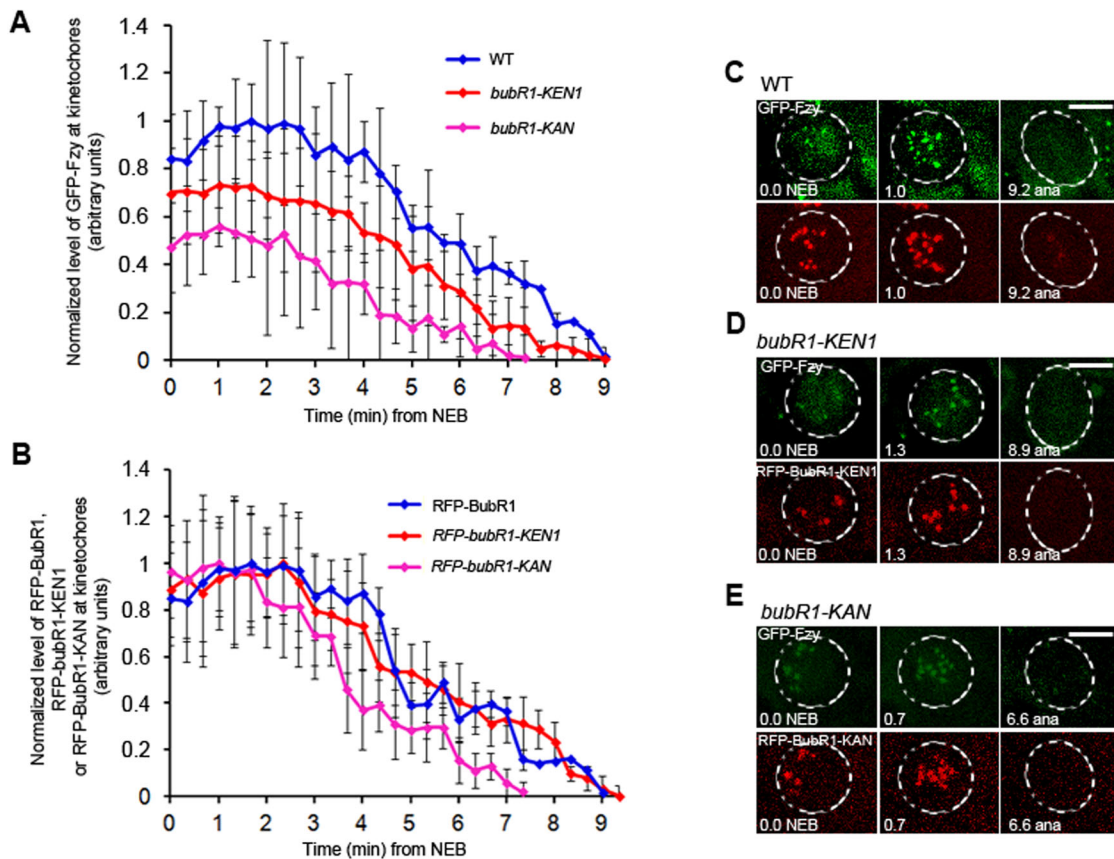 A
Normalized level of GFP-Fzy at kinetochores
(arbitrary units)
1.4
1.2
1
0.8
0.6
0.4
0.2
0
WT
bubR1-KEN1
bubR1-KAN
0 1 2 3 4 5 6 7 8 9
Time (min) from NEB
B
Normalized level of RFP-BubR1,
RFP-bubR1-KEN1
or RFP-BubR1-KAN at kinetochores
(arbitrary units)
1.4
1.2
1
0.8
0.6
0.4
0.2
0
RFP-BubR1
RFP-bubR1-KEN1
RFP-bubR1-KAN
0 1 2 3 4 5 6 7 8 9
Time (min) from NEB
C
WT
GFP-Fzy
0.0 NEB 1.0 9.2 ana
0.0 NEB 1.0 9.2 ana
D
bubR1-KEN1
GFP-Fzy
0.0 NEB 1.3 8.9 ana
RFP-BubR1-KEN1
0.0 NEB 1.3 8.9 ana
E
bubR1-KAN
GFP-Fzy
0.0 NEB 0.7 6.6 ana
RFP-BubR1-KAN
0.0 NEB 0.7 6.6 ana